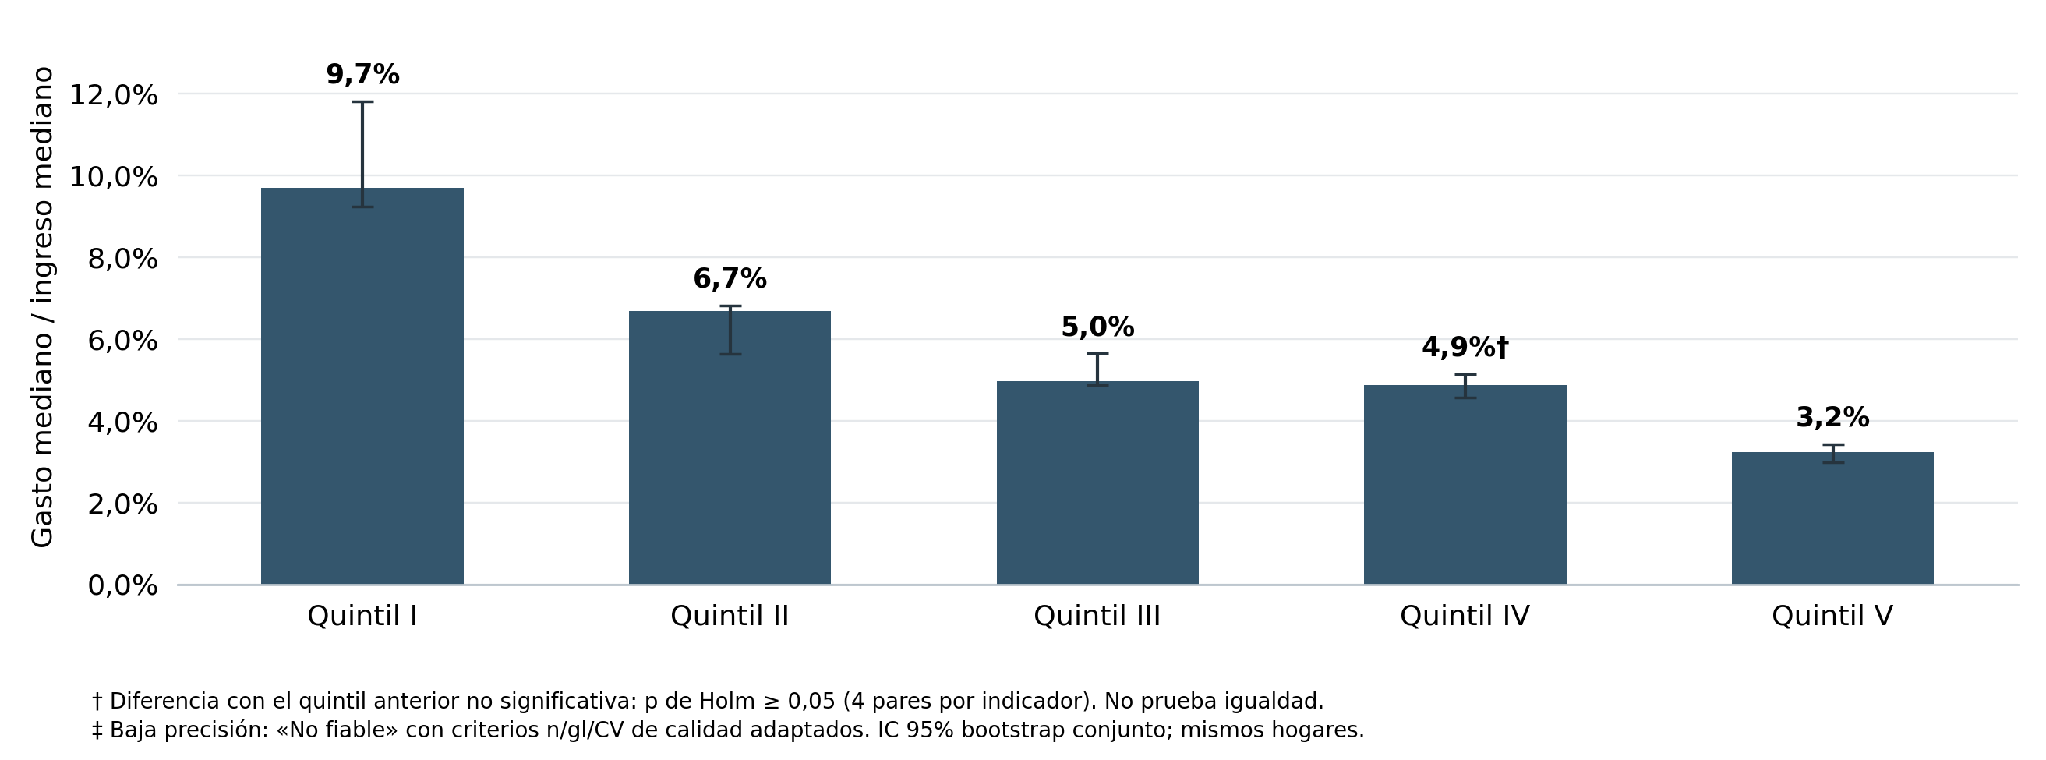 Gasto mediano / ingreso mediano
12,0%
10,0%
8,0%
6,0%
4,0%
2,0%
0,0%
9,7%
6,7%
5,0%
4,9%†
3,2%
Quintil I
Quintil II
Quintil III
Quintil IV
Quintil V
† Diferencia con el quintil anterior no significativa: p de Holm ≥ 0,05 (4 pares por indicador). No prueba igualdad.
‡ Baja precisión: «No fiable» con criterios n/gl/CV de calidad adaptados. IC 95% bootstrap conjunto; mismos hogares.